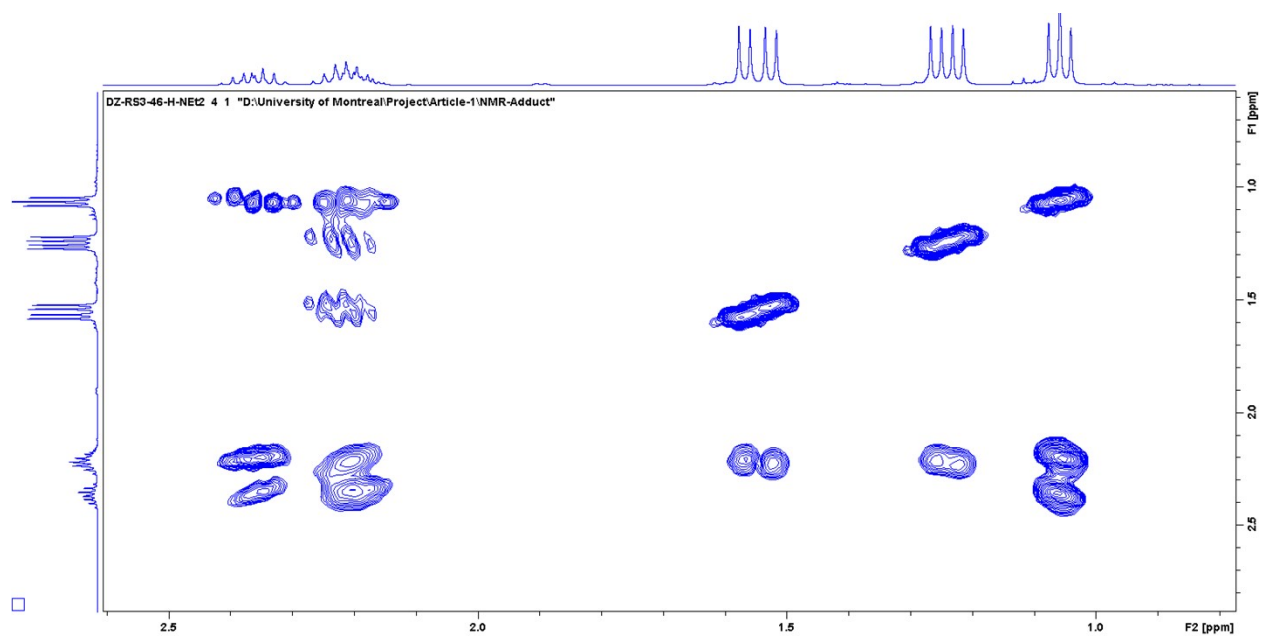 DZ-RS3-46-H-NEt2 4 1 "D:\University of Montreal\Project\Article-1\NMR-Adduct"
F1 [ppm]
1.0
1.5
2.0
2.5
2.5
2.0
1.5
1.0
F2 [ppm]